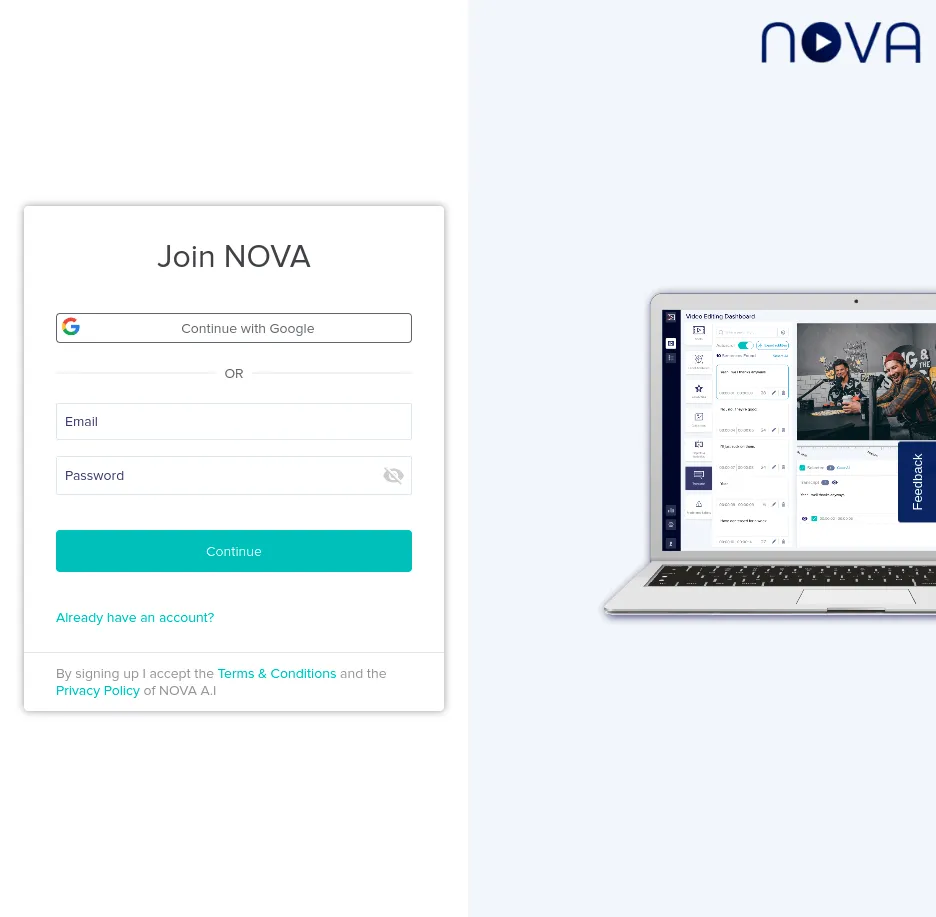 NOVA
Join NOVA
Continue with Google
OR
Email
Password
Continue
Already have an account?
By signing up I accept the Terms & Conditions and the
Privacy Policy of NOVA A.I
Video Editing Dashboard
Feedback